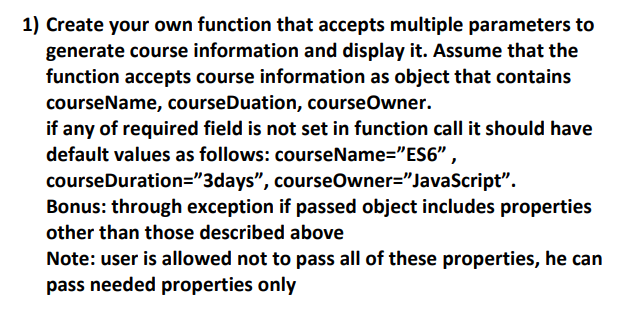 1) Create your own function that accepts multiple parameters to
generate course information and display it. Assume that the
function accepts course information as object that contains
courseName, courseDuation, courseOwner.
if any of required field is not set in function call it should have
default values as follows: courseName=”ES6” ,
courseDuration=”3days”, courseOwner=”JavaScript”.
Bonus: through exception if passed object includes properties
other than those described above
Note: user is allowed not to pass all of these properties, he can
pass needed properties only